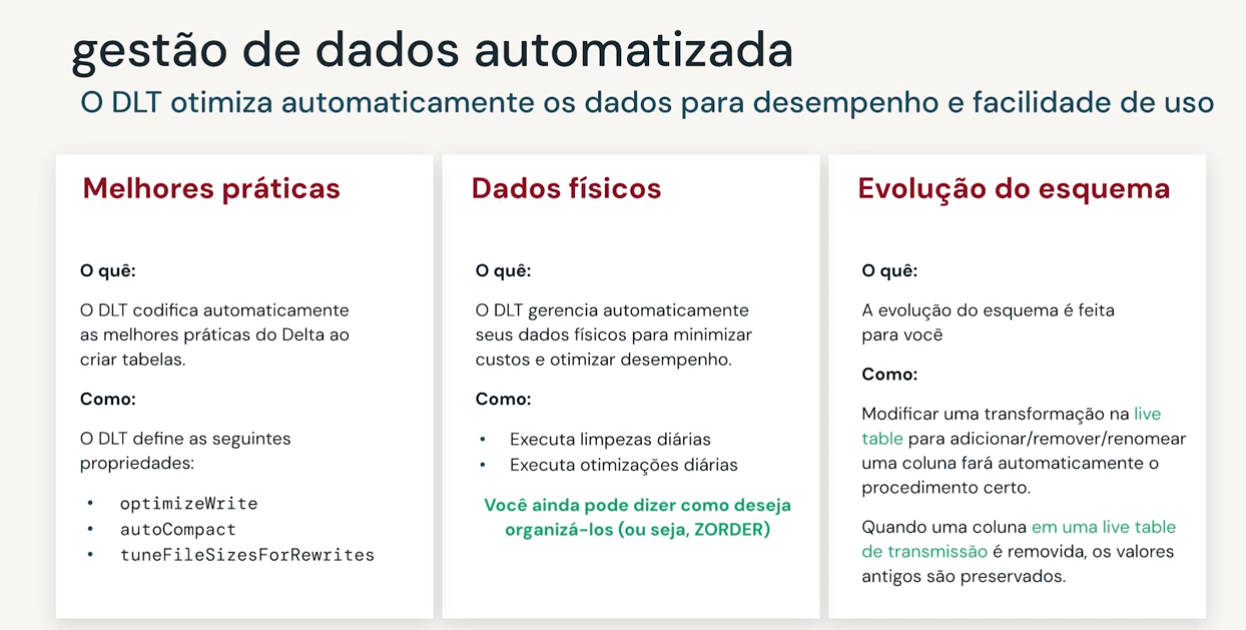 gestão de dados automatizada
O DLT otimiza automaticamente os dados para desempenho e facilidade de uso
Melhores práticas
O quê:
O DLT codifica automaticamente
as melhores práticas do Delta ao
criar tabelas.
Como:
O DLT define as seguintes
propriedades:
• optimizeWrite
• autoCompact
• tuneFileSizesForRewrites
Dados físicos
O quê:
O DLT gerencia automaticamente
seus dados físicos para minimizar
custos e otimizar desempenho.
Como:
• Executa limpezas diárias
• Executa otimizações diárias
Você ainda pode dizer como deseja
organizá-los (ou seja, ZORDER)
Evolução do esquema
O quê:
A evolução do esquema é feita
para você
Como:
Modificar uma transformação na live
table para adicionar/remover/renomear
uma coluna fará automaticamente o
procedimento certo.
Quando uma coluna em uma live table
de transmissão é removida, os valores
antigos são preservados.